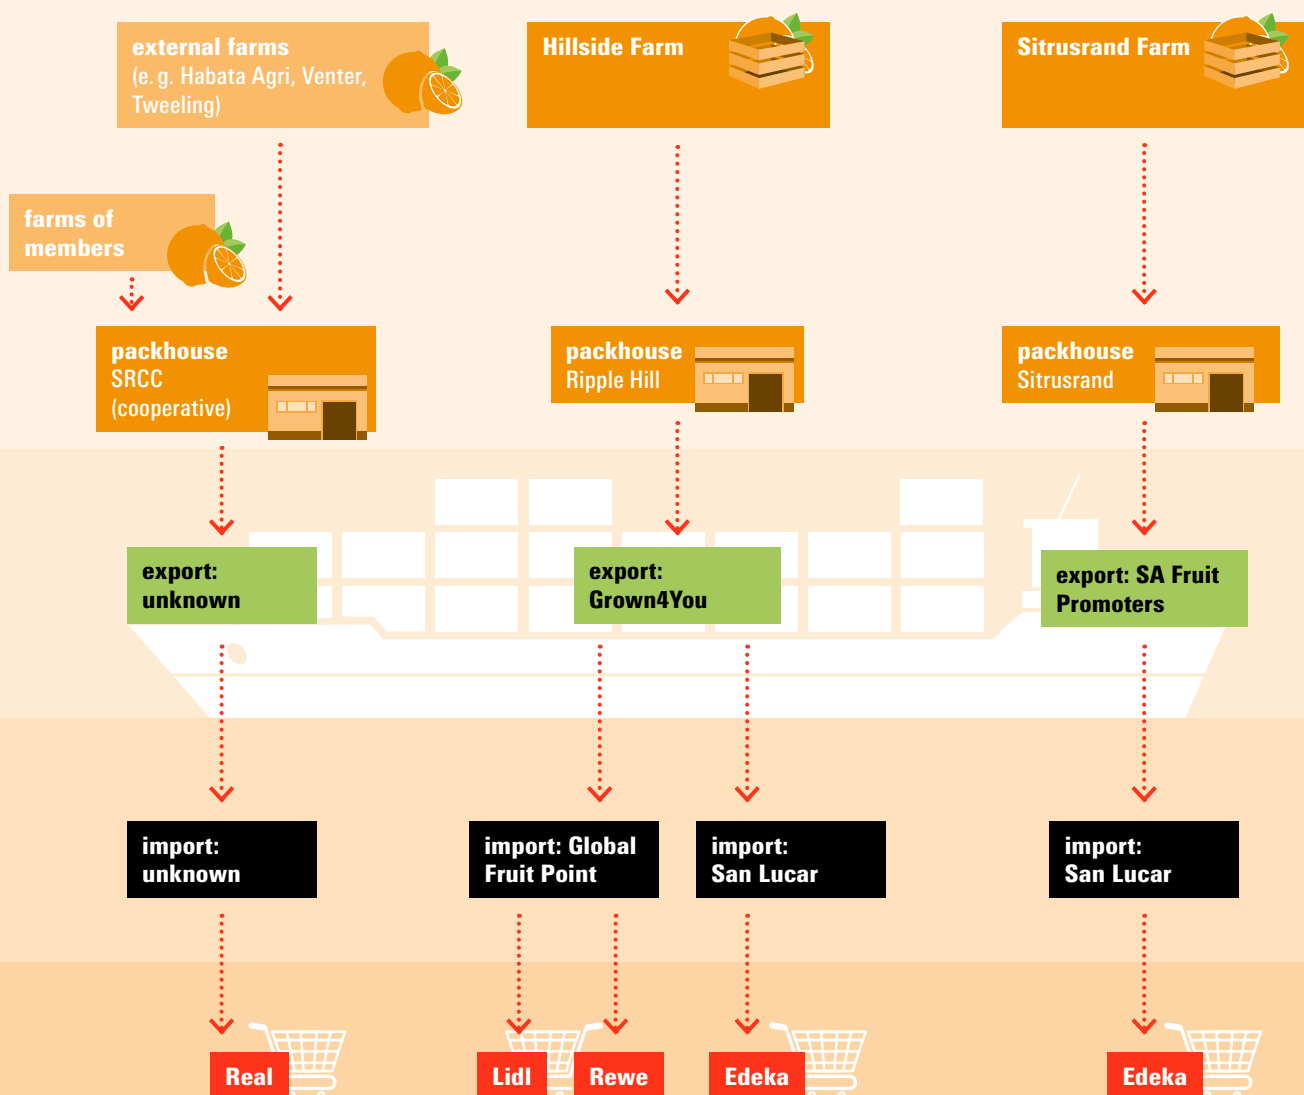 external farms
(e. g. Habata Agri, Venter,
Tweeling)
Hillside Farm
Sitrusrand Farm
farms of
members
packhouse
SRCC
(cooperative)
packhouse
Ripple Hill
packhouse
Sitrusrand
export:
unknown
export:
Grown4You
export: SA Fruit
Promoters
import:
unknown
import: Global
Fruit Point
import:
San Lucar
import:
San Lucar
Real
Lidl
Rewe
Edeka
Edeka